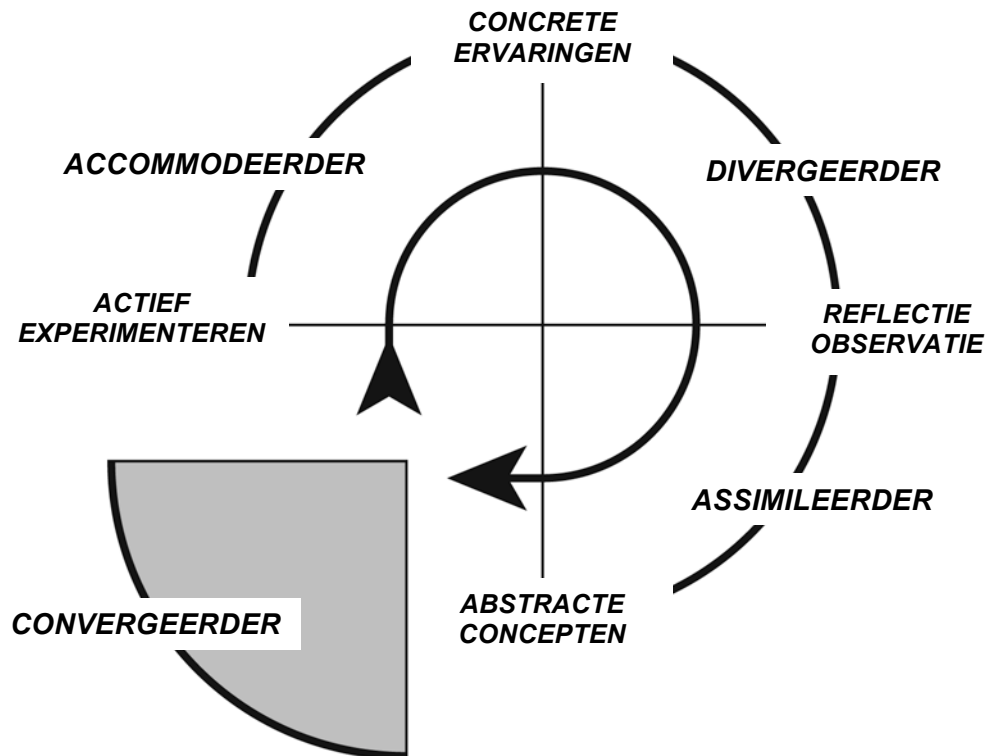 CONCRETE
ERVARINGEN
ACCOMMODEERDER
DIVERGEERDER
ACTIEF
EXPERIMENTEREN
REFLECTIE
OBSERVATIE
ASSIMILEERDER
ABSTRACTE
CONCEPTEN
CONVERGEERDER